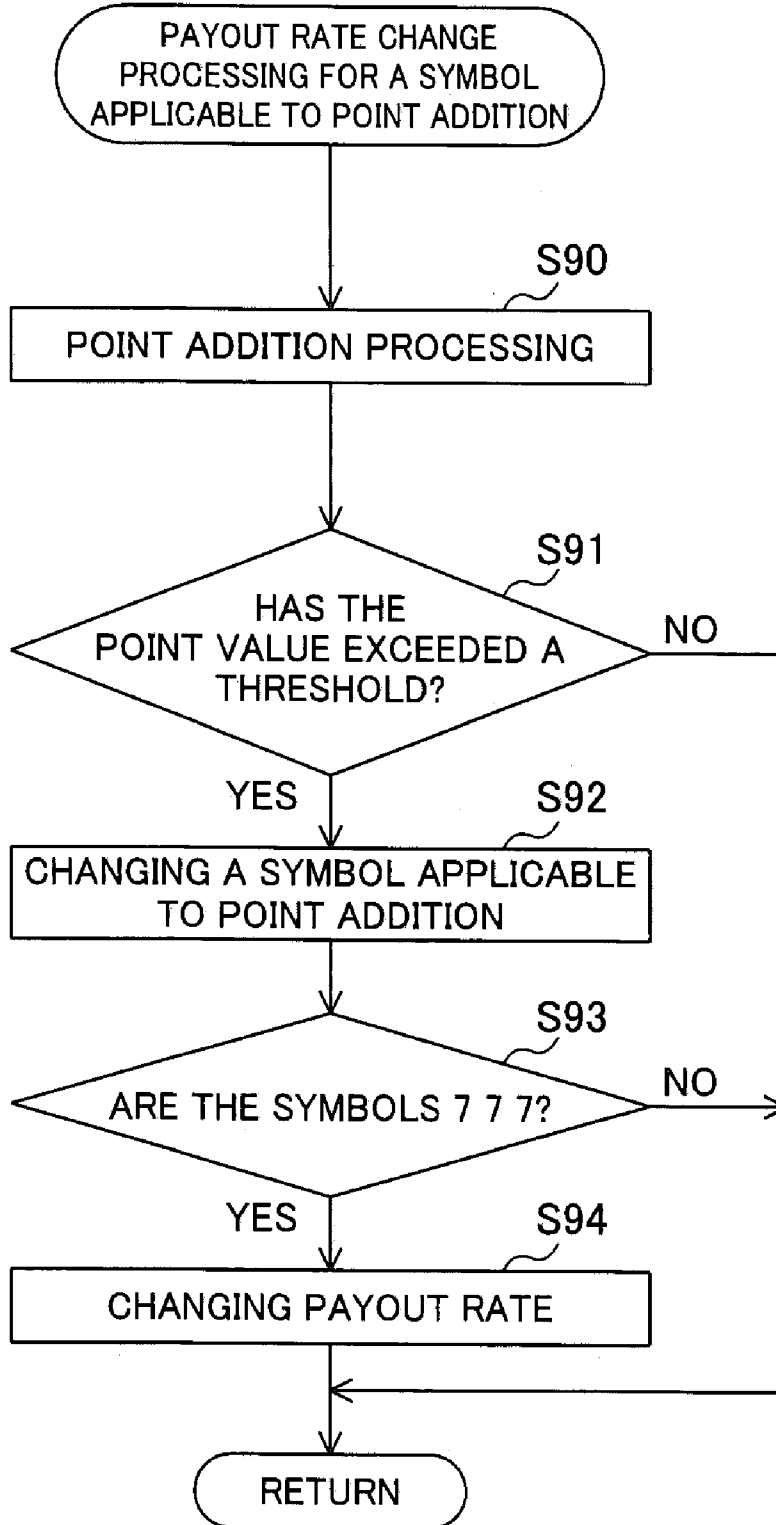 PAYOUT RATE CHANGE
PROCESSING FOR A SYMBOL
APPLICABLE TO POINT ADDITION
S90
POINT ADDITION PROCESSING
S91
HAS THE
POINT VALUE EXCEEDED A
THRESHOLD?
NO
YES
S92
CHANGING A SYMBOL APPLICABLE
TO POINT ADDITION
S93
ARE THE SYMBOLS 7 7 7?
NO
YES
S94
CHANGING PAYOUT RATE
RETURN